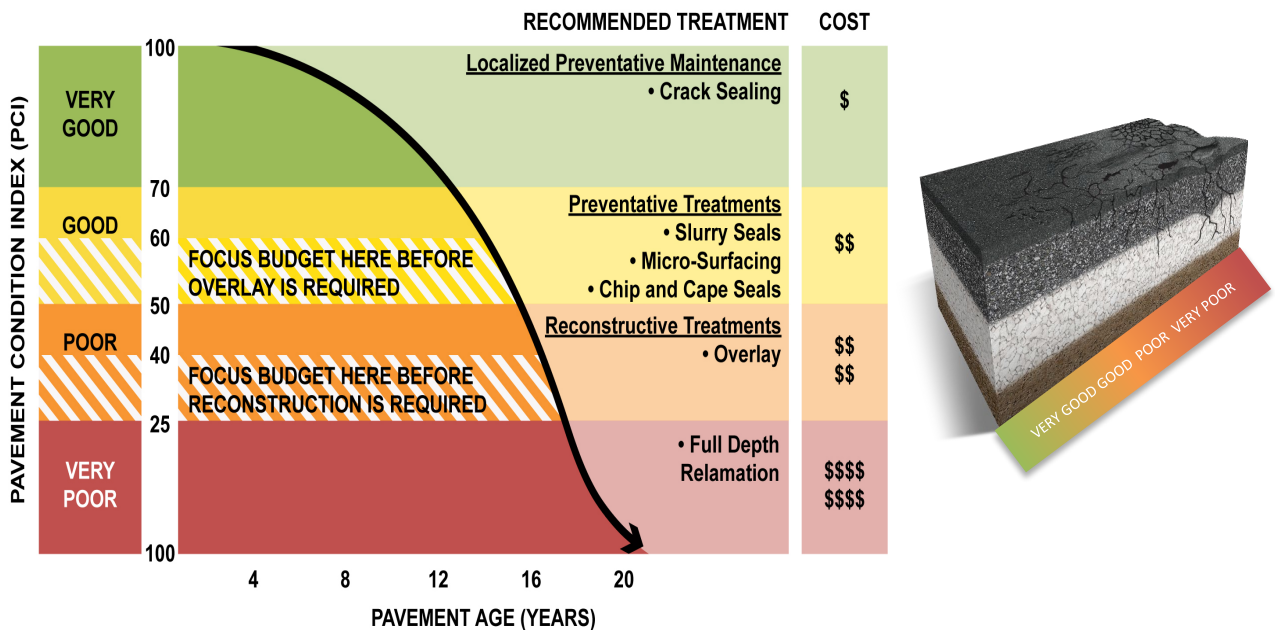 RECOMMENDED TREATMENT COST
PAVEMENT CONDITION INDEX (PCI)
100
VERY
GOOD
Localized Preventative Maintenance
• Crack Sealing
$
70
GOOD
60
FOCUS BUDGET HERE BEFORE
OVERLAY IS REQUIRED
Preventative Treatments
• Slurry Seals
• Micro-Surfacing
• Chip and Cape Seals
$$
50
POOR
40
FOCUS BUDGET HERE BEFORE
RECONSTRUCTION IS REQUIRED
Reconstructive Treatments
• Overlay
$$
$$
25
VERY
POOR
• Full Depth
Relamation
$$$$
$$$$
100
4 8 12 16 20
PAVEMENT AGE (YEARS)
VERY GOOD GOOD POOR VERY POOR